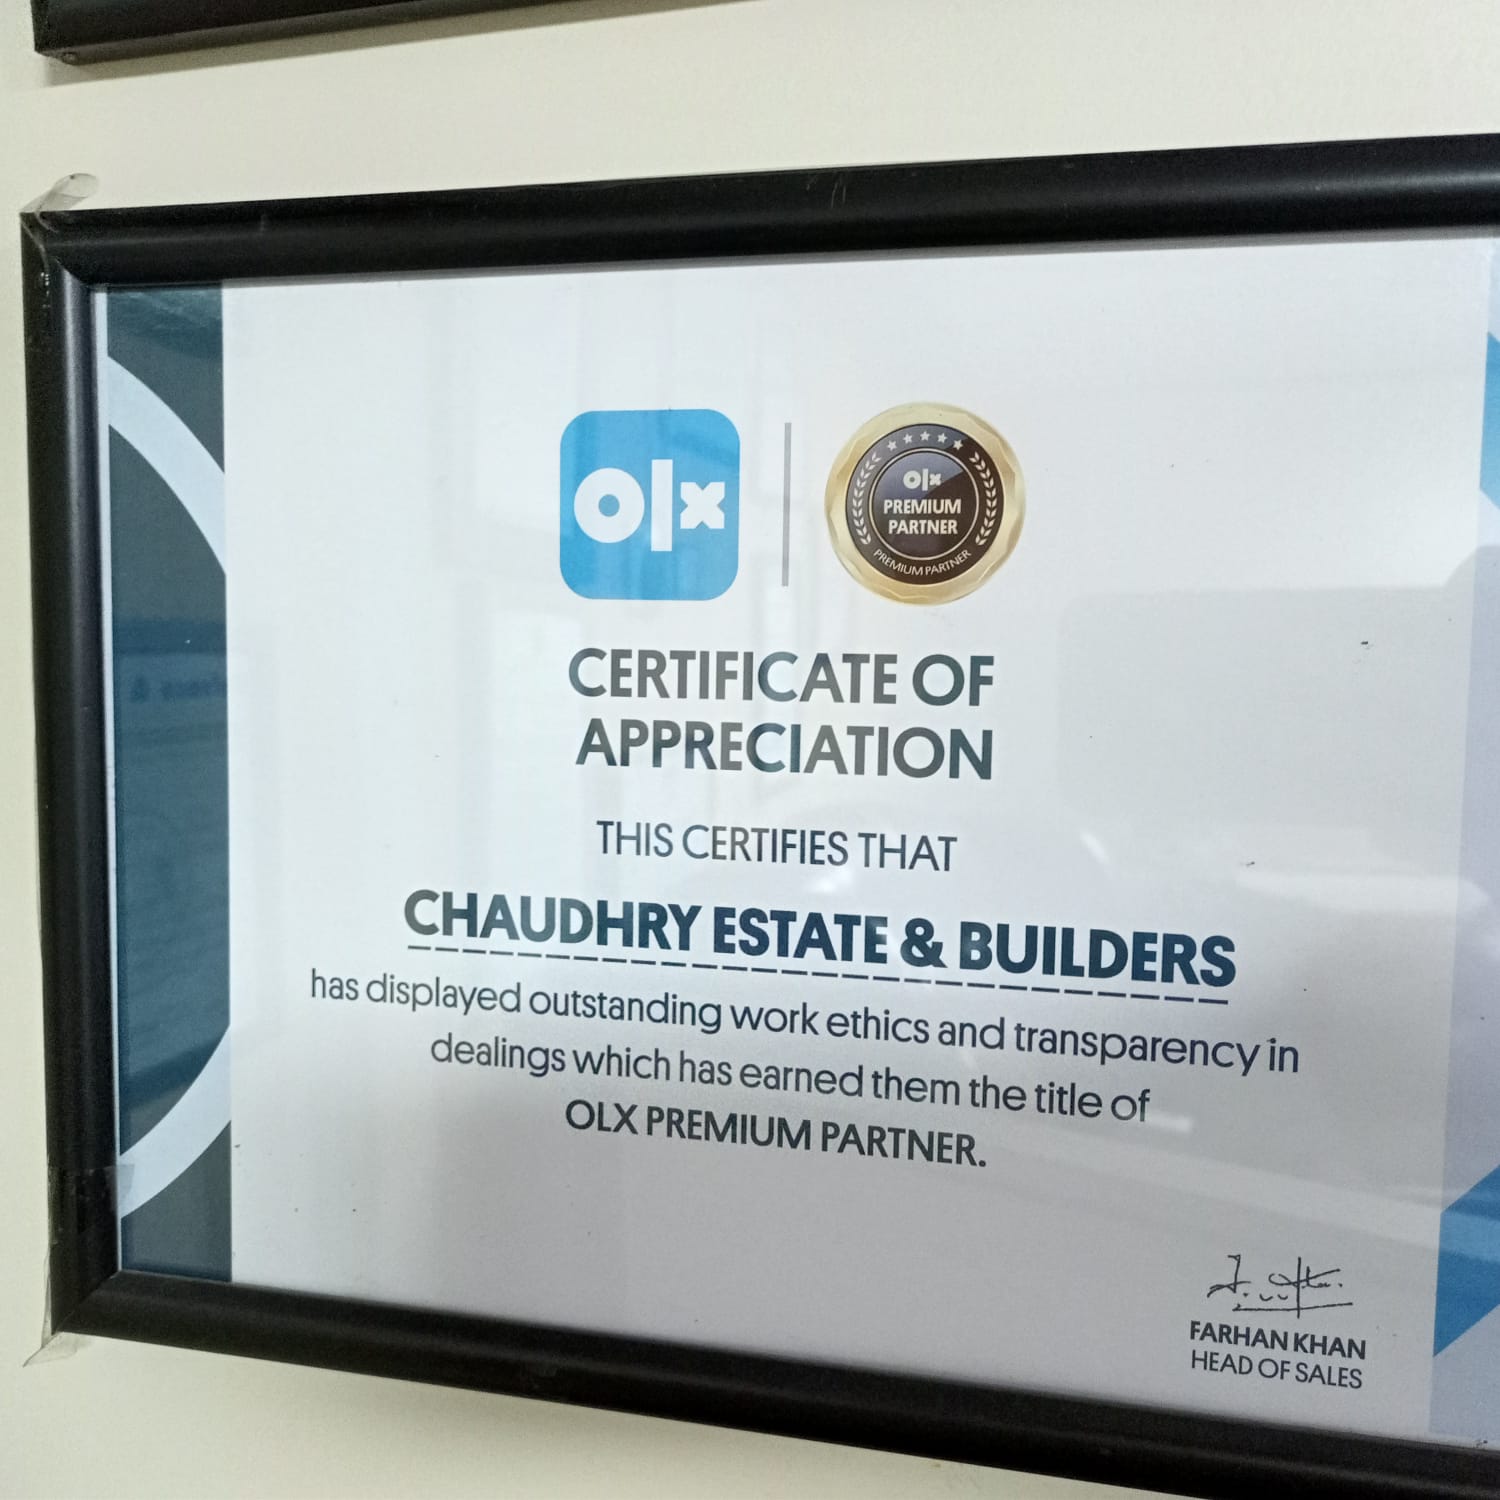 olx
★★★★★
olx
PREMIUM
PARTNER
PREMIUM PARTNER
CERTIFICATE OF
APPRECIATION
THIS CERTIFIES THAT
CHAUDHRY ESTATE & BUILDERS
has displayed outstanding work ethics and transparency in
dealings which has earned them the title of
OLX PREMIUM PARTNER.
FARHAN KHAN
HEAD OF SALES